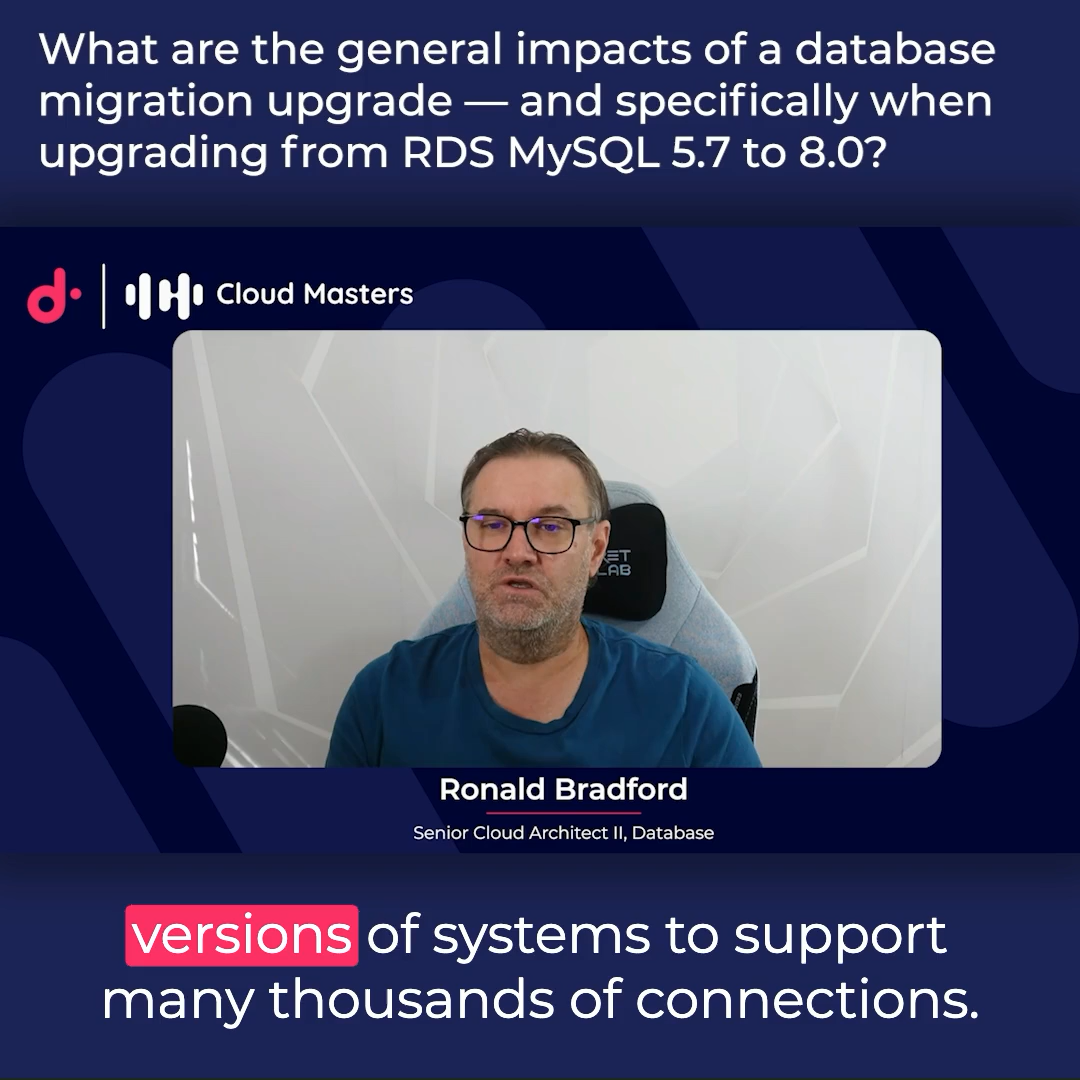 What are the general impacts of a database
migration upgrade — and specifically when
upgrading from RDS MySQL 5.7 to 8.0?
Cloud Masters
Ronald Bradford
Senior Cloud Architect II, Database
versions of systems to support
many thousands of connections.